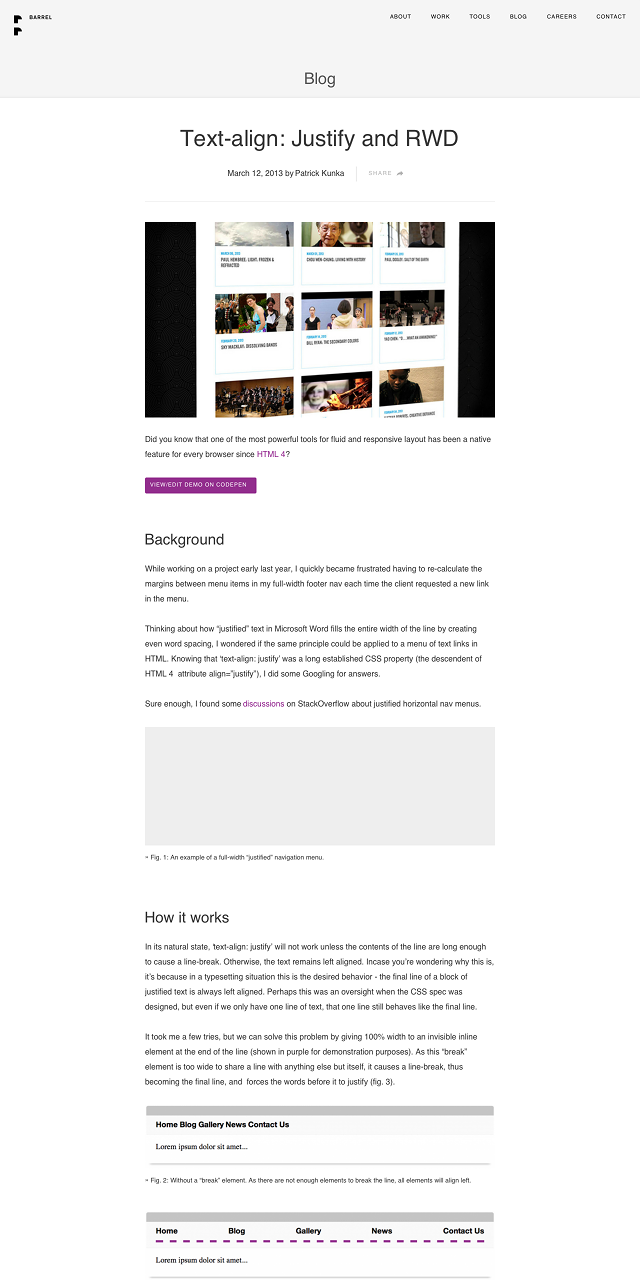 BARREL
ABOUT WORK TOOLS BLOG CAREERS CONTACT
Blog
Text-align: Justify and RWD
March 12, 2013 by Patrick Kunka
SHARE
PAUL HEMBREE: LIGHT, FROZEN &
REFRACTED
CHOU WEN-CHUNG: LIVING WITH HISTORY
PAUL DOOLEY: SALT OF THE EARTH
SKY MACKLAY: DISSOLVING BANDS
BILL RYAN: THE SECONDARY COLORS
Did you know that one of the most powerful tools for fluid and responsive layout has been a native
feature for every browser since HTML 4?
VIEW/EDIT DEMO ON CODEPEN
Background
While working on a project early last year, I quickly became frustrated having to re-calculate the
margins between menu items in my full-width footer nav each time the client requested a new link
in the menu.
Thinking about how “justified” text in Microsoft Word fills the entire width of the line by creating
even word spacing, I wondered if the same principle could be applied to a menu of text links in
HTML. Knowing that ‘text-align: justify’ was a long established CSS property (the descendent of
HTML 4  attribute align=”justify”), I did some Googling for answers.
Sure enough, I found some discussions on StackOverflow about justified horizontal nav menus.
Fig. 1: An example of a full-width “justified” navigation menu.
How it works
In its natural state, ‘text-align: justify’ will not work unless the contents of the line are long enough
to cause a line-break. Otherwise, the text remains left aligned. Incase you’re wondering why this is,
it’s because in a typesetting situation this is the desired behavior - the final line of a block of
justified text is always left aligned. Perhaps this was an oversight when the CSS spec was
designed, but even if we only have one line of text, that one line still behaves like the final line.
It took me a few tries, but we can solve this problem by giving 100% width to an invisible inline
element at the end of the line (shown in purple for demonstration purposes). As this “break”
element is too wide to share a line with anything else but itself, it causes a line-break, thus
becoming the final line, and  forces the words before it to justify (fig. 3).
Home Blog Gallery News Contact Us
Lorem ipsum dolor sit amet...
Fig. 2: Without a “break” element. As there are not enough elements to break the line, all elements will align left.
Home Blog Gallery News Contact Us
Lorem ipsum dolor sit amet...